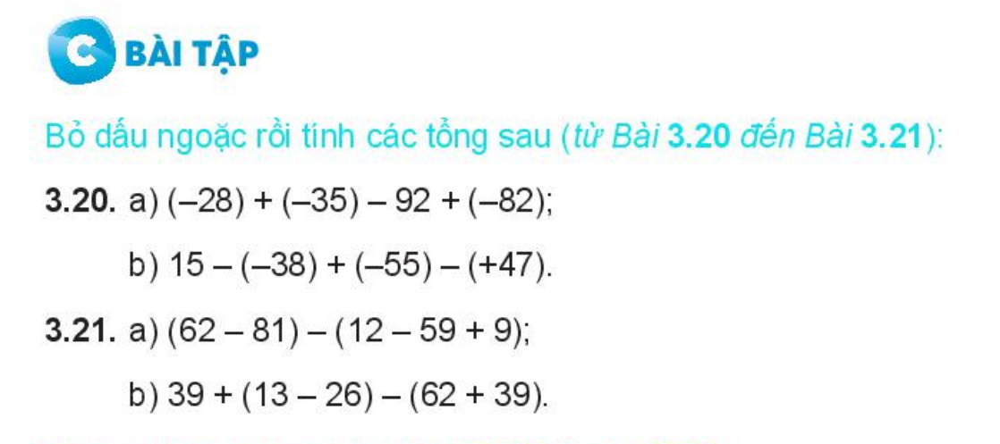 C BÀI TẬP
Bỏ dấu ngoặc rồi tính các tổng sau (từ Bài 3.20 đến Bài 3.21):
3.20. a) (–28) + (–35) – 92 + (–82);
b) 15 – (–38) + (–55) – (+47).
3.21. a) (62 – 81) – (12 – 59 + 9);
b) 39 + (13 – 26) – (62 + 39).